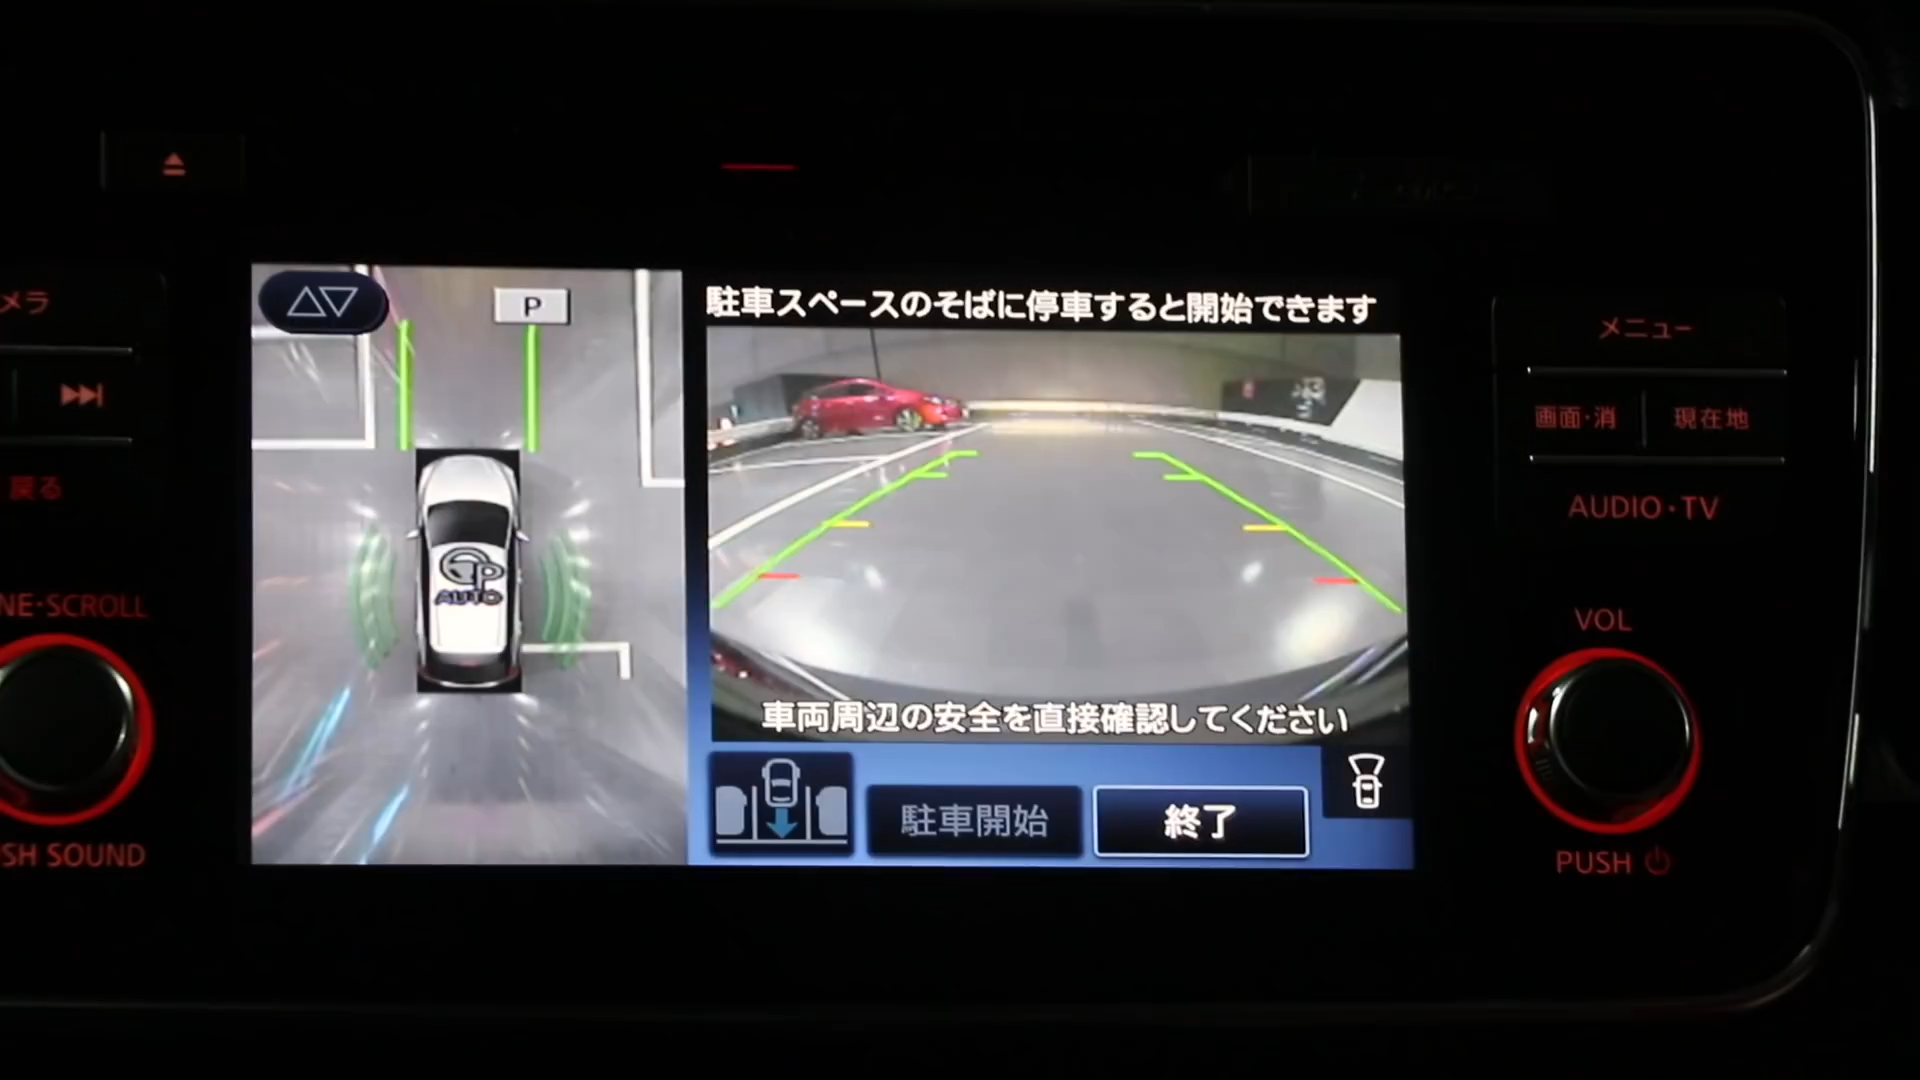 メラ
戻る
NE·SCROLL
SH SOUND
P
P
AUTO
駐車スペースのそばに停車すると開始できます
車両周辺の安全を直接確認してください
駐車開始
終了
メニュー
画面·消
現在地
AUDIO·TV
VOL
PUSH